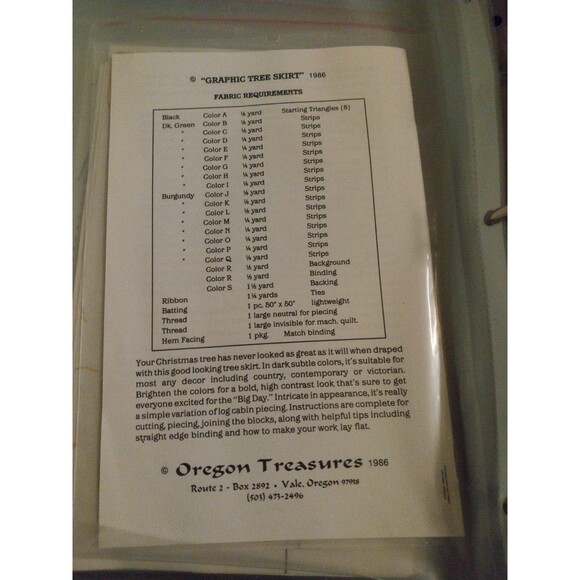 © "GRAPHIC TREE SKIRT" 1986
FABRIC REQUIREMENTS
Black Color A ¼ yard Starting Triangles (8)
Dk. Green Color B ⅛ yard Strips
" Color C ⅛ yard Strips
" Color D ¼ yard Strips
" Color E ¼ yard Strips
" Color F ¼ yard Strips
" Color G ¼ yard Strips
" Color H ¼ yard Strips
" Color I ¼ yard Strips
Burgundy Color J ⅛ yard Strips
" Color K ¼ yard Strips
" Color L ¼ yard Strips
" Color M ¼ yard Strips
" Color N ¼ yard Strips
" Color O ¼ yard Strips
" Color P ¼ yard Strips
" Color Q ¼ yard Strips
Color R ½ yard Background
Color R ½ yard Binding
Color S 1½ yard Backing
Ribbon 1¼ yards Ties
Batting 1 pc. 50" x 50" lightweight
Thread 1 large neutral for piecing
Thread 1 large invisible for mach. quilt.
Hem Facing 1 pkg. Match binding
Your Christmas tree has never looked as great as it will when draped
with this good looking tree skirt. In dark subtle colors, it's suitable for
most any decor including country, contemporary or victorian.
Brighten the colors for a bold, high contrast look that's sure to get
everyone excited for the "Big Day." Intricate in appearance, it's really
a simple variation of log cabin piecing. Instructions are complete for
cutting, piecing, joining the blocks, along with helpful tips including
straight edge binding and how to make your work lay flat.
© Oregon Treasures 1986
Route 2 - Box 2892 • Vale, Oregon 97918
(503) 473-2496